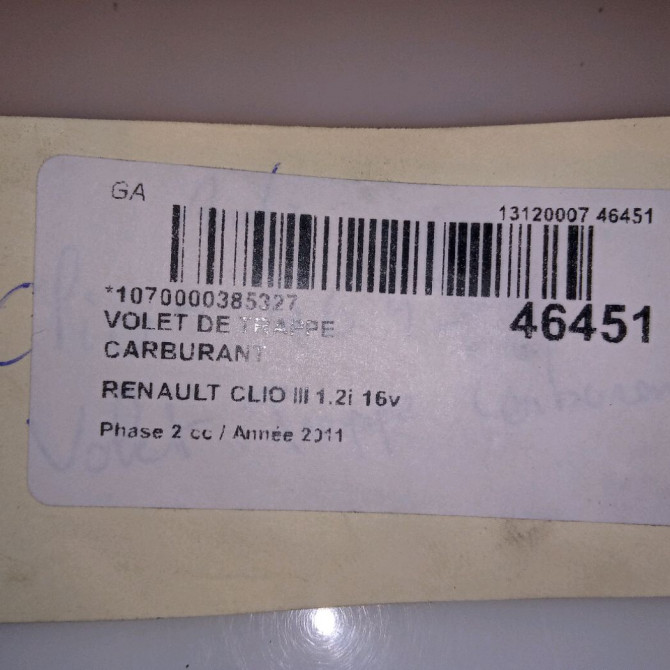 GA
13120007 46451
*1070000385327
46451
VOLET DE TRAPPE
CARBURANT
RENAULT CLIO III 1.2i 16v
Phase 2 cc / Année 2011